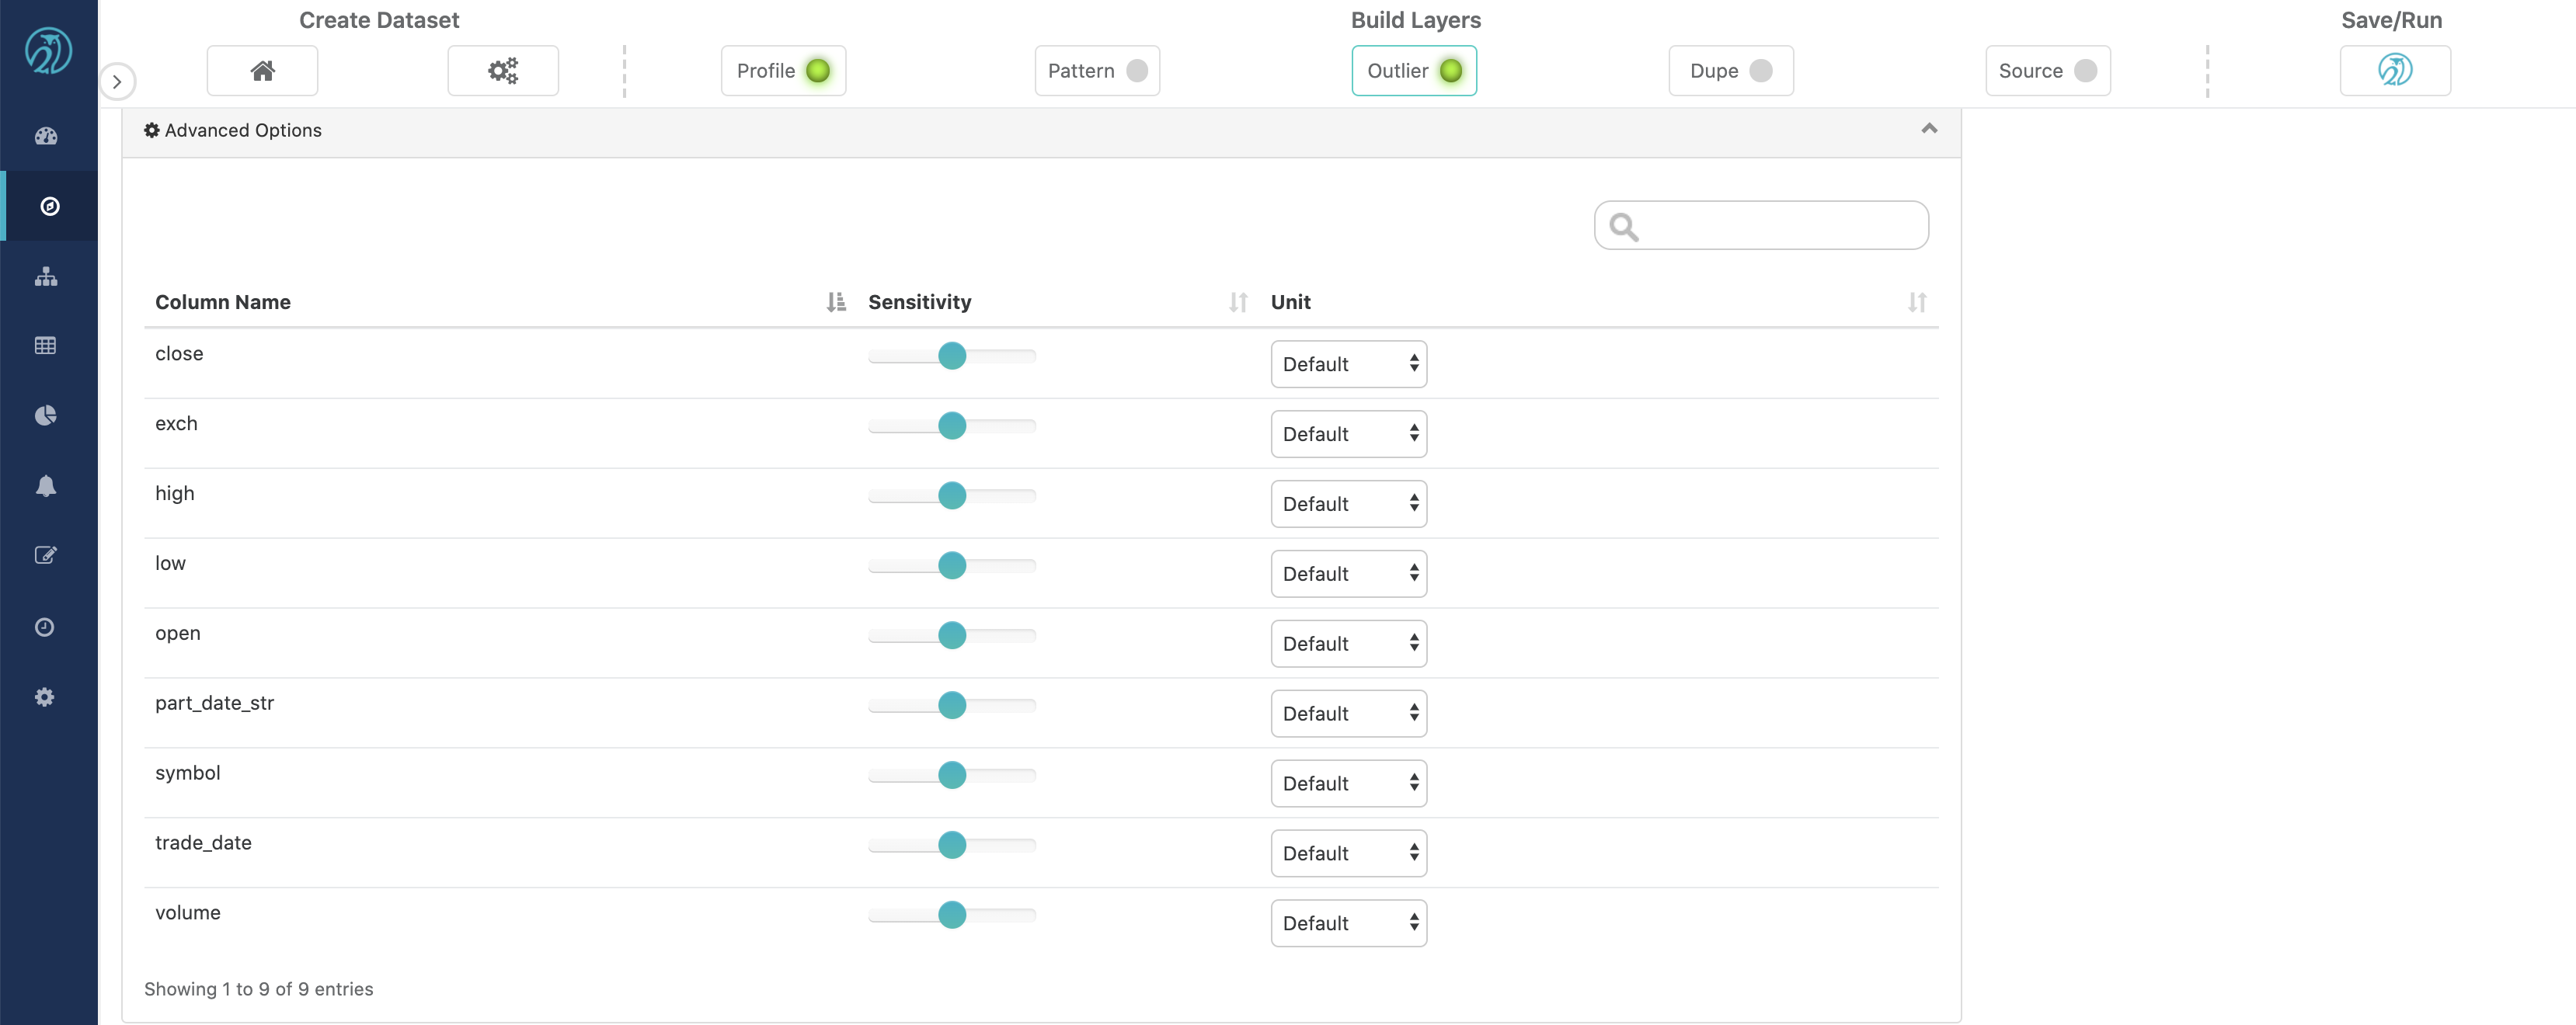 Create Dataset
Build Layers
Save/Run
Profile
Pattern
Outlier
Dupe
Source
Advanced Options
Column Name Sensitivity Unit
close Default
exch Default
high Default
low Default
open Default
part_date_str Default
symbol Default
trade_date Default
volume Default
Showing 1 to 9 of 9 entries